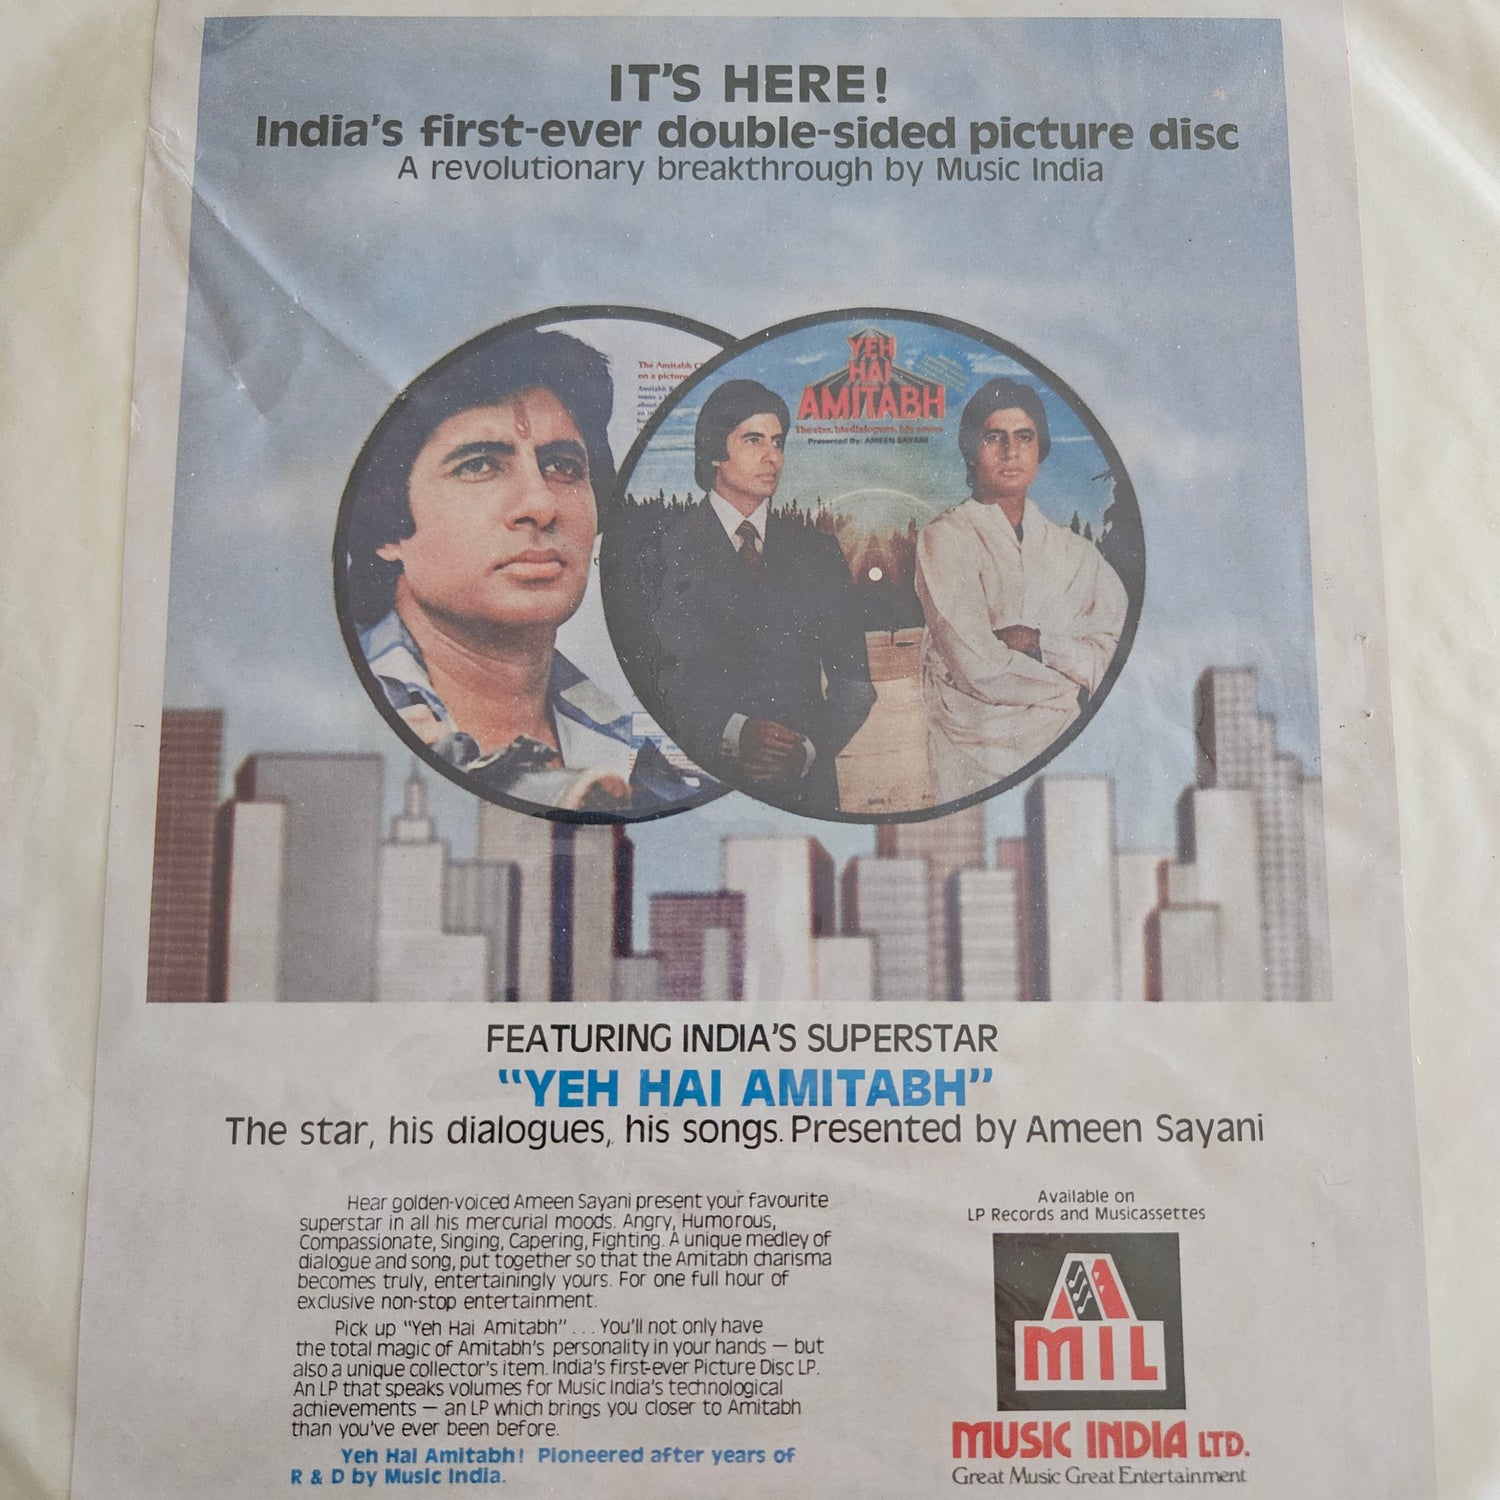 IT'S HERE!
India's first-ever double-sided picture disc
A revolutionary breakthrough by Music India
The Amitabh
on a picture
YEH
HAI
AMITABH
The star, his dialogues, his songs
Presented By: AMEEN SAYANI
FEATURING INDIA'S SUPERSTAR
"YEH HAI AMITABH"
The star, his dialogues, his songs. Presented by Ameen Sayani
Hear golden-voiced Ameen Sayani present your favourite
superstar in all his mercurial moods. Angry, Humorous,
Compassionate, Singing, Capering, Fighting. A unique medley of
dialogue and song, put together so that the Amitabh charisma
becomes truly, entertainingly yours. For one full hour of
exclusive non-stop entertainment.
Pick up "Yeh Hai Amitabh" . . . You'll not only have
the total magic of Amitabh's personality in your hands — but
also a unique collector's item. India's first-ever Picture Disc LP.
An LP that speaks volumes for Music India's technological
achievements — an LP which brings you closer to Amitabh
than you've ever been before.
Yeh Hai Amitabh! Pioneered after years of
R & D by Music India.
Available on
LP Records and Musicassettes
MIL
MUSIC INDIA LTD.
Great Music Great Entertainment